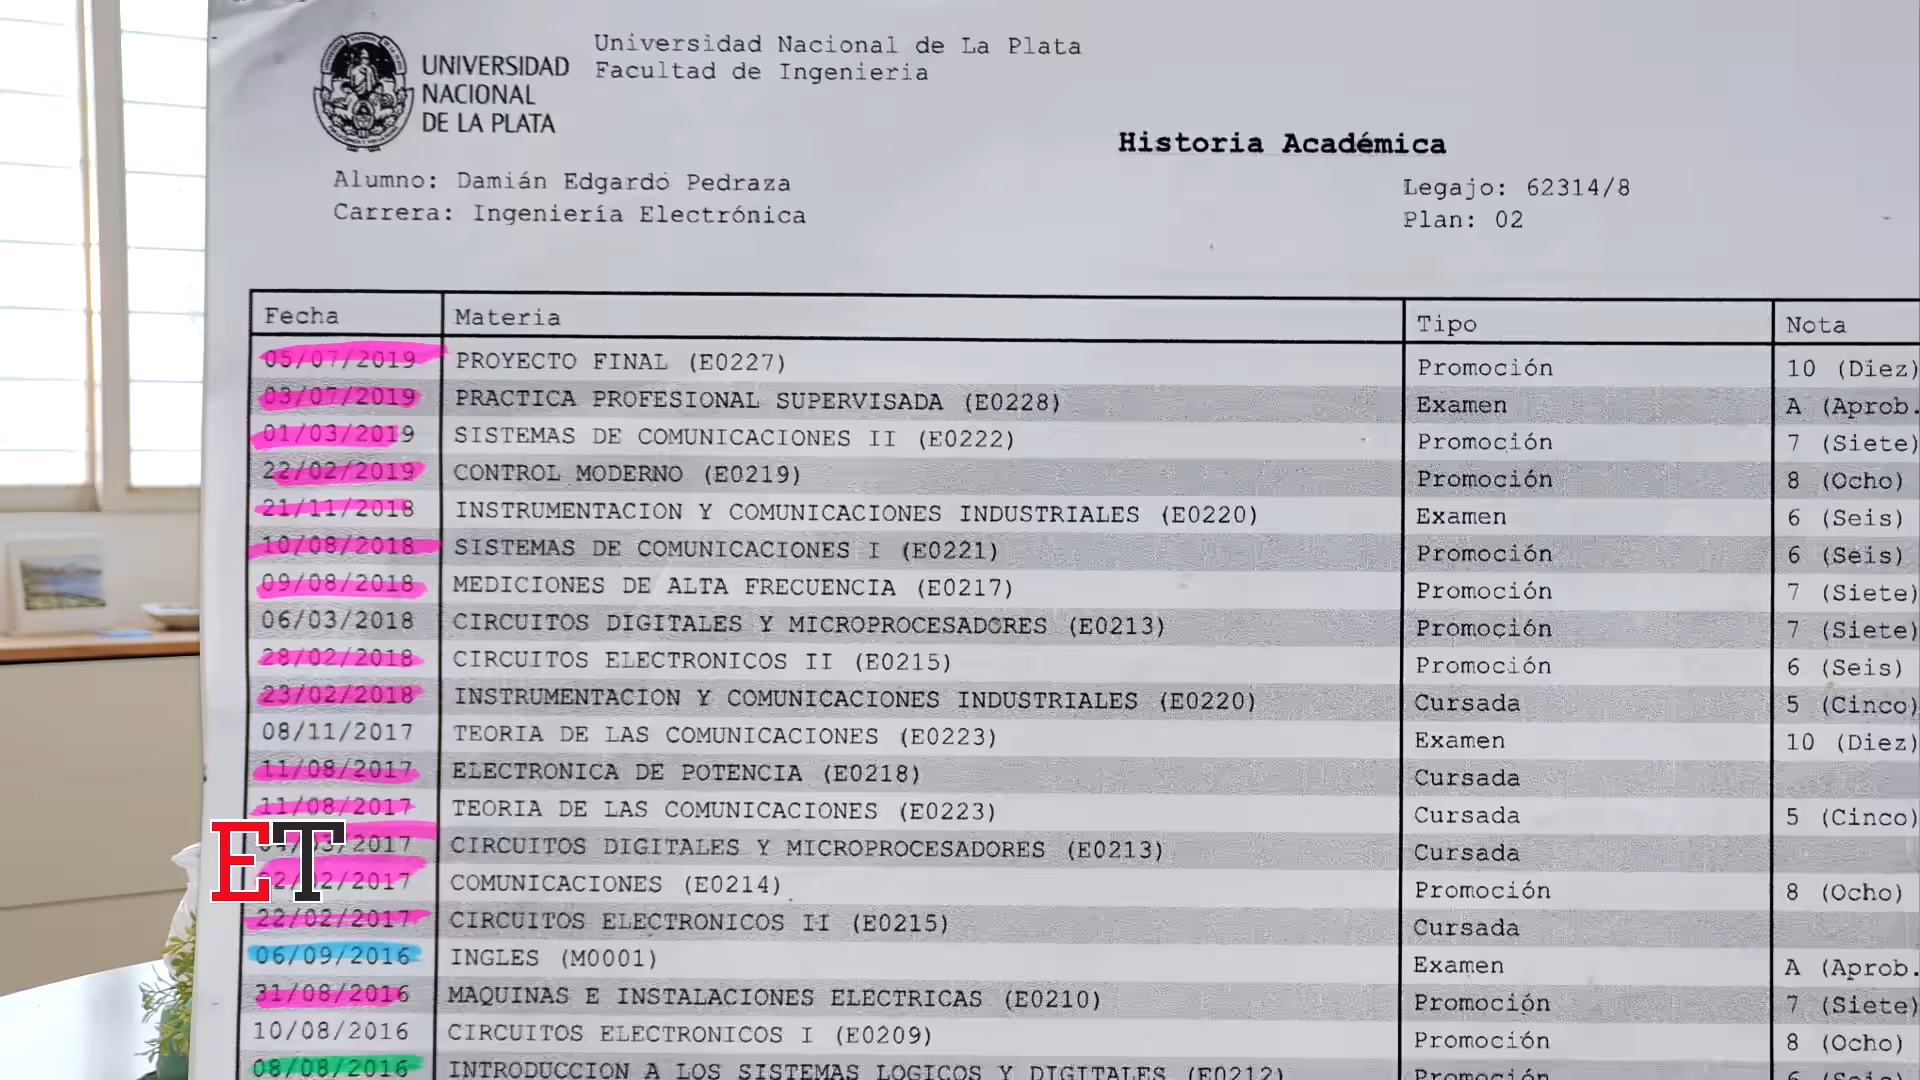 UNIVERSIDAD
NACIONAL
DE LA PLATA
Universidad Nacional de La Plata
Facultad de Ingenieria
Historia Académica
Alumno: Damián Edgardo Pedraza
Legajo: 62314/8
Carrera: Ingeniería Electrónica
Plan: 02
Fecha Materia Tipo Nota
05/07/2019 PROYECTO FINAL (E0227) Promoción 10 (Diez)
03/07/2019 PRACTICA PROFESIONAL SUPERVISADA (E0228) Examen A (Aprob.
01/03/2019 SISTEMAS DE COMUNICACIONES II (E0222) Promoción 7 (Siete)
22/02/2019 CONTROL MODERNO (E0219) Promoción 8 (Ocho)
21/11/2018 INSTRUMENTACION Y COMUNICACIONES INDUSTRIALES (E0220) Examen 6 (Seis)
10/08/2018 SISTEMAS DE COMUNICACIONES I (E0221) Promoción 6 (Seis)
09/08/2018 MEDICIONES DE ALTA FRECUENCIA (E0217) Promoción 7 (Siete)
06/03/2018 CIRCUITOS DIGITALES Y MICROPROCESADORES (E0213) Promoción 7 (Siete)
28/02/2018 CIRCUITOS ELECTRONICOS II (E0215) Promoción 6 (Seis)
23/02/2018 INSTRUMENTACION Y COMUNICACIONES INDUSTRIALES (E0220) Cursada 5 (Cinco)
08/11/2017 TEORIA DE LAS COMUNICACIONES (E0223) Examen 10 (Diez)
11/08/2017 ELECTRONICA DE POTENCIA (E0218) Cursada
11/08/2017 TEORIA DE LAS COMUNICACIONES (E0223) Cursada 5 (Cinco)
CIRCUITOS DIGITALES Y MICROPROCESADORES (E0213) Cursada
COMUNICACIONES (E0214) Promoción 8 (Ocho)
22/02/2017 CIRCUITOS ELECTRONICOS II (E0215) Cursada
06/09/2016 INGLES (M0001) Examen A (Aprob.
31/08/2016 MAQUINAS E INSTALACIONES ELECTRICAS (E0210) Promoción 7 (Siete)
10/08/2016 CIRCUITOS ELECTRONICOS I (E0209) Promoción 8 (Ocho)
08/08/2016 INTRODUCCION A LOS SISTEMAS LOGICOS Y DIGITALES (E0212) Promoción 6 (Seis)
ET